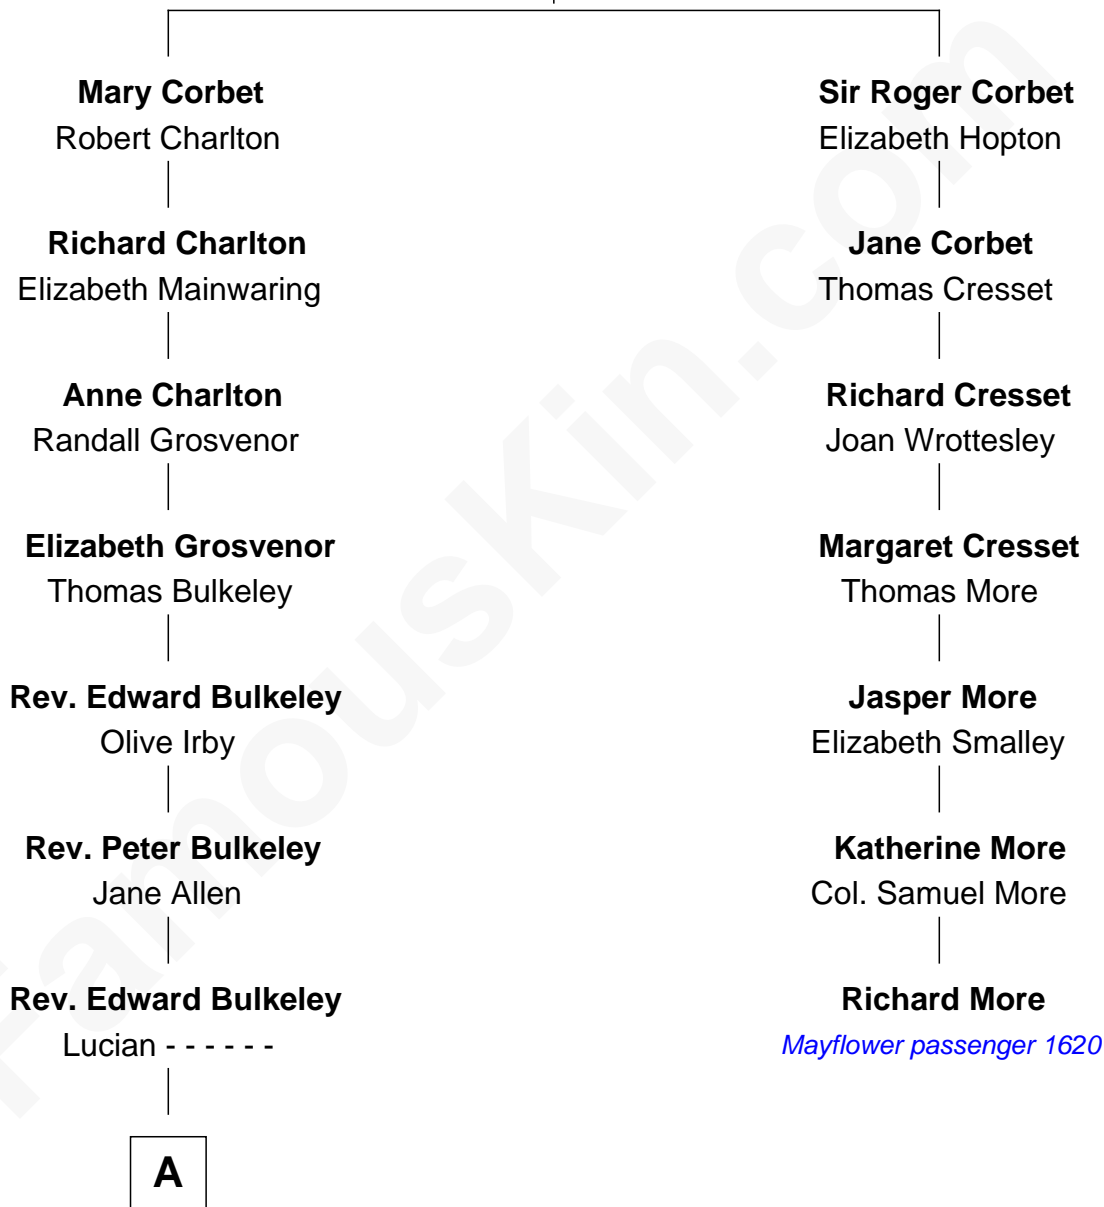 Mary Corbet
Robert Charlton
Richard Charlton
Elizabeth Mainwaring
Anne Charlton
Randall Grosvenor
Elizabeth Grosvenor
Thomas Bulkeley
Rev. Edward Bulkeley
Olive Irby
Rev. Peter Bulkeley
Jane Allen
Rev. Edward Bulkeley
Lucian - - - - - -
A
Sir Roger Corbet
Elizabeth Hopton
Jane Corbet
Thomas Cresset
Richard Cresset
Joan Wrottesley
Margaret Cresset
Thomas More
Jasper More
Elizabeth Smalley
Katherine More
Col. Samuel More
Richard More
Mayflower passenger 1620
FamousKin.com